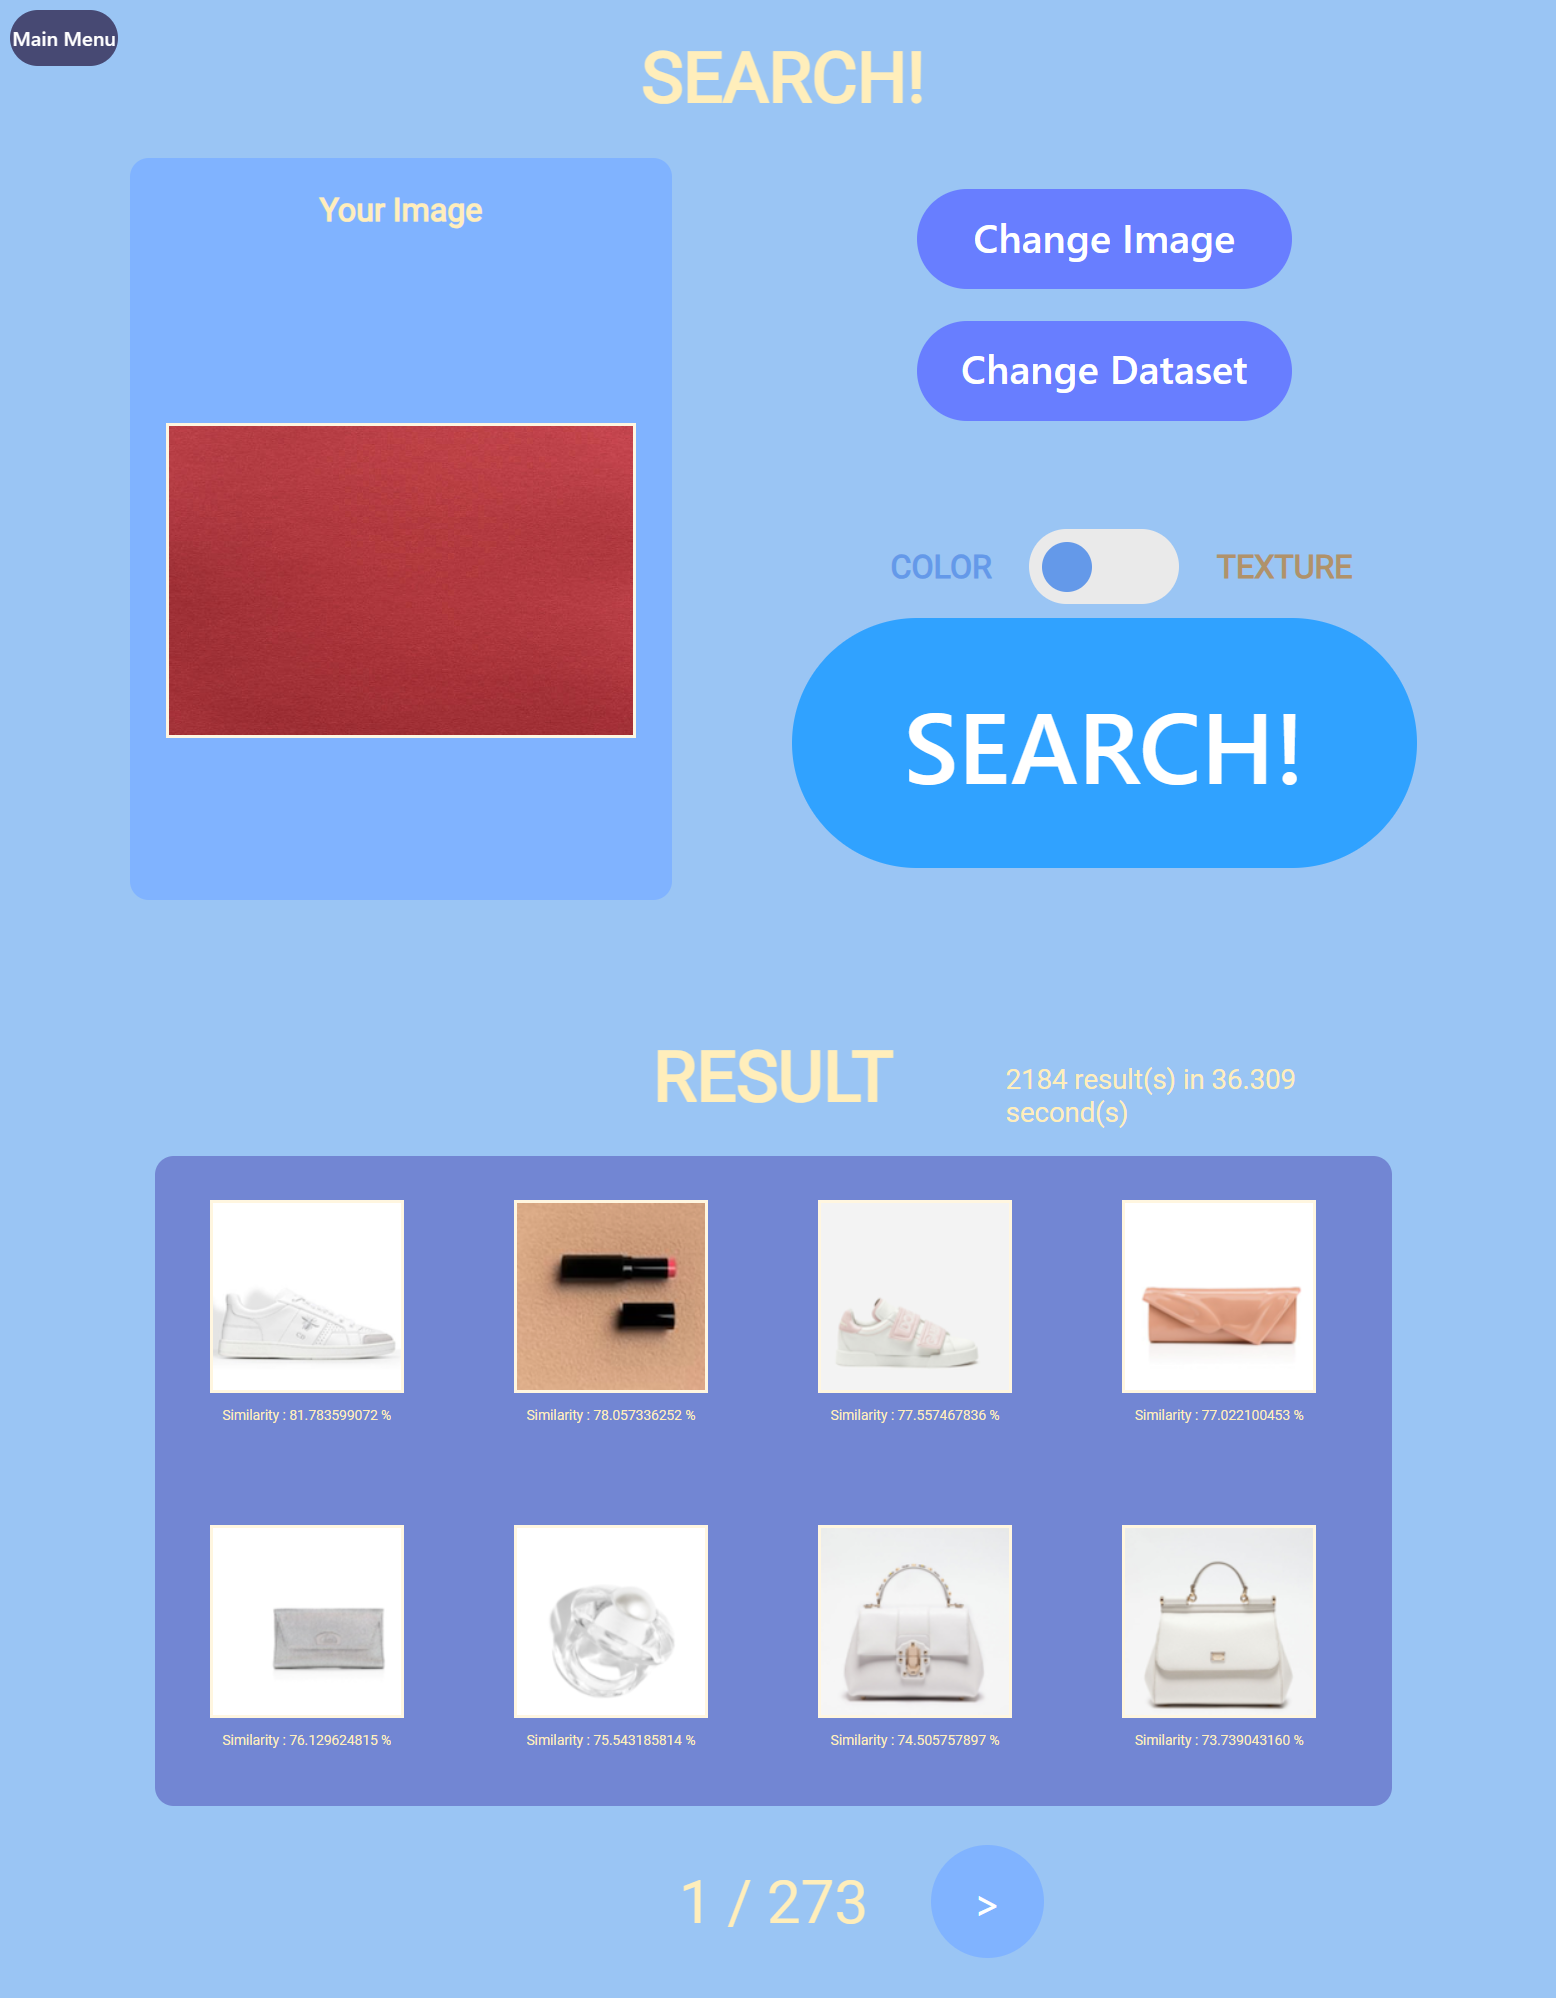 Main Menu
SEARCH!
Your Image
Change Image
Change Dataset
COLOR
TEXTURE
SEARCH!
RESULT
2184 result(s) in 36.309
second(s)
Similarity : 81.783599072 %
Similarity : 78.057336252 %
Similarity : 77.557467836 %
Similarity : 77.022100453 %
Similarity : 76.129624815 %
Similarity : 75.543185814 %
Similarity : 74.505757897 %
Similarity : 73.739043160 %
1 / 273
>